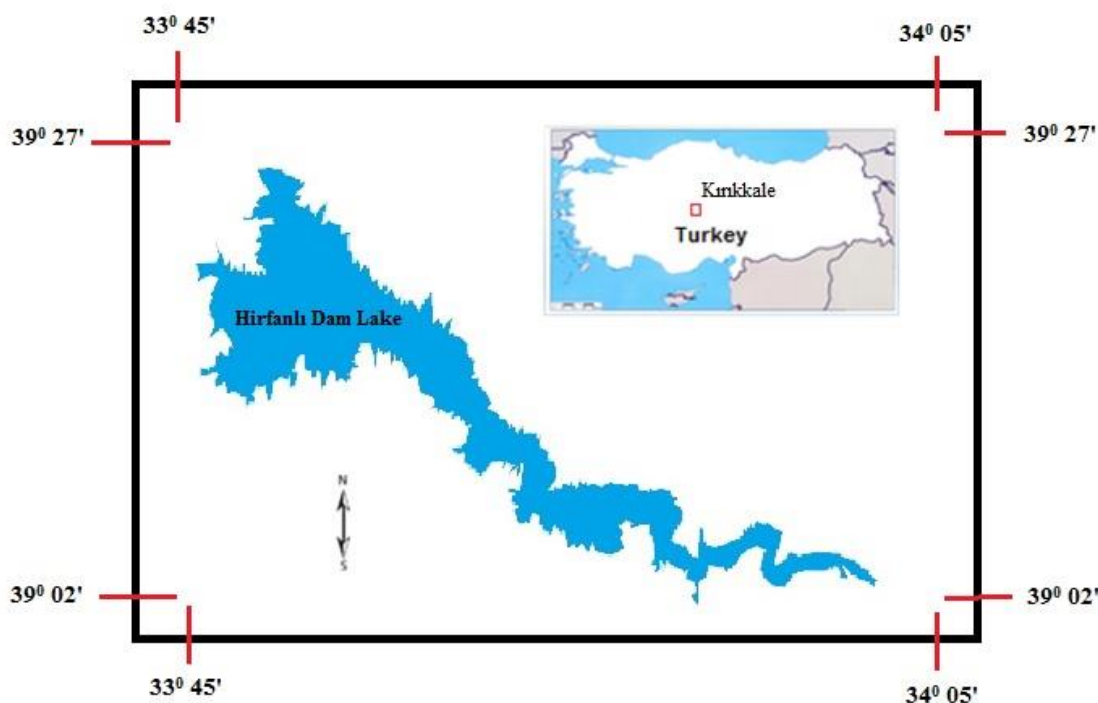 33⁰ 45'
34⁰ 05'
39⁰ 27'
39⁰ 27'
Kırıkkale
Turkey
Hirfanlı Dam Lake
N
S
39⁰ 02'
39⁰ 02'
33⁰ 45'
34⁰ 05'